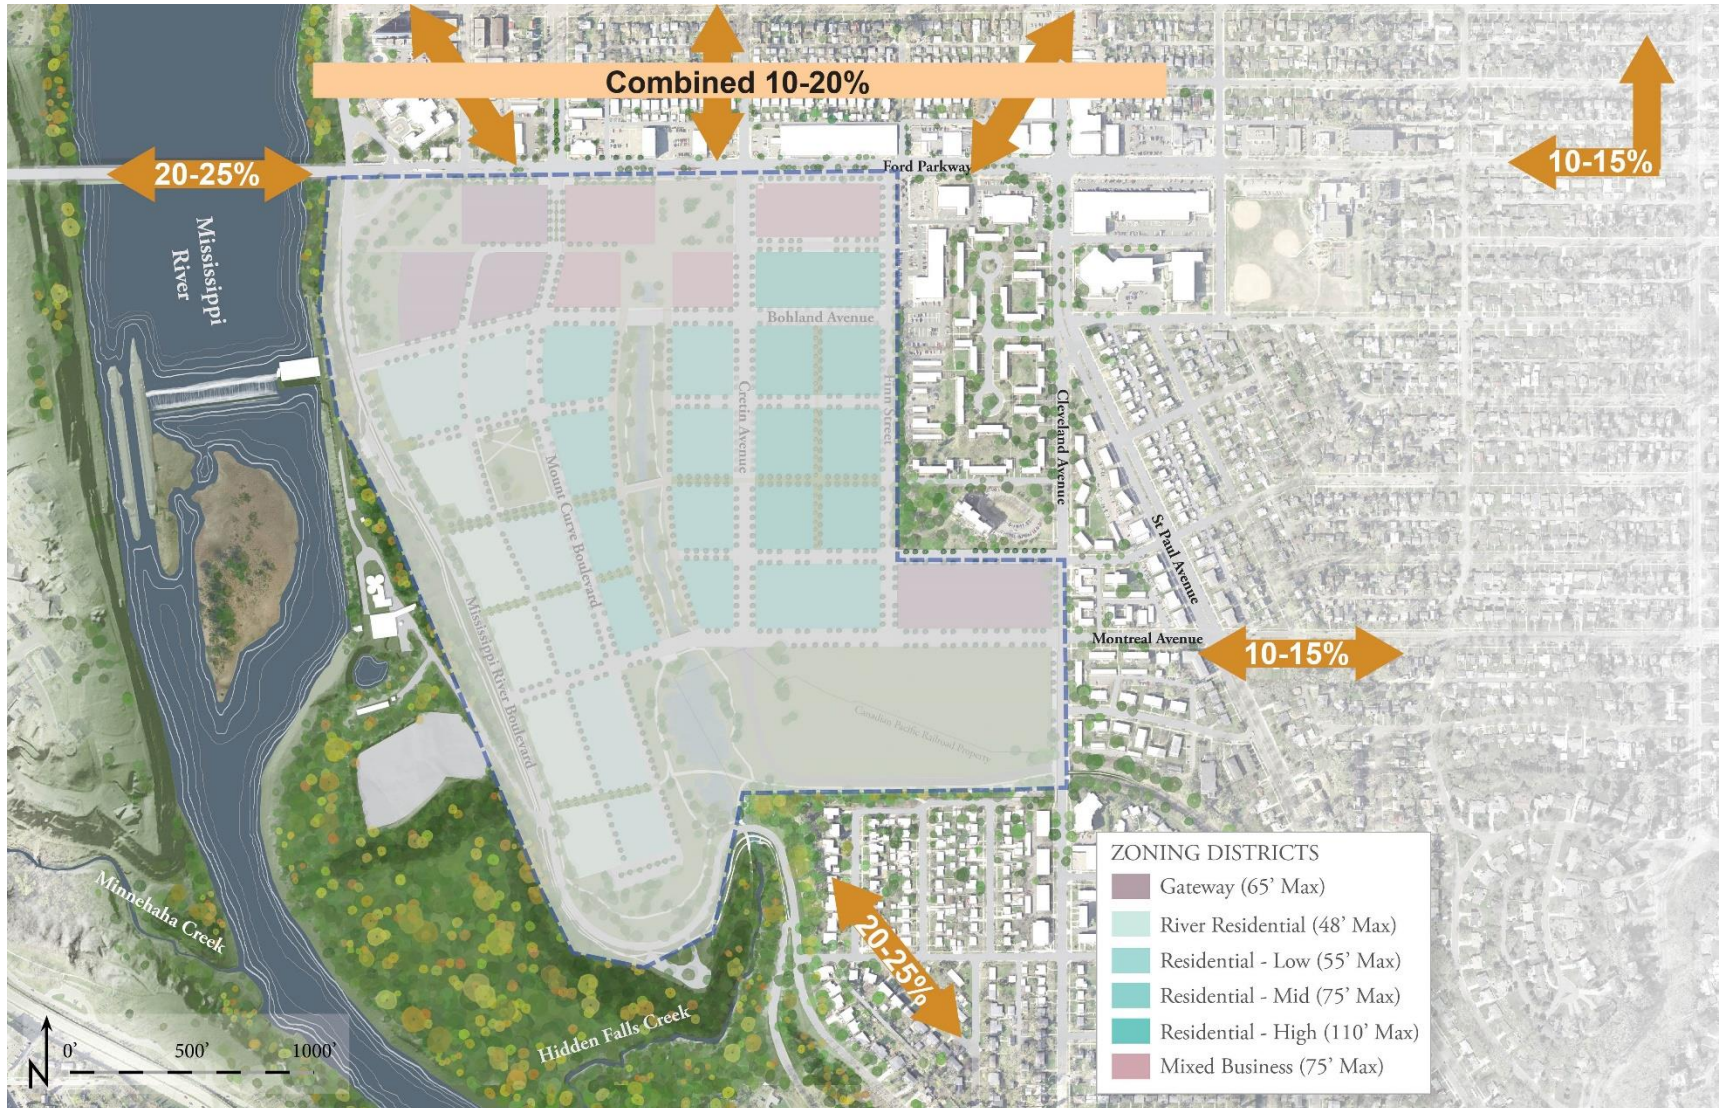 Combined 10-20%
20-25%
Ford Parkway
10-15%
Mississippi
River
Bohland Avenue
Cretin Avenue
Finn Street
Cleveland Avenue
Mount Curve Boulevard
St Paul Avenue
Mississippi River Boulevard
Montreal Avenue
10-15%
Canadian Pacific Railroad Property
Minnehaha Creek
Hidden Falls Creek
20-25%
ZONING DISTRICTS
Gateway (65’ Max)
River Residential (48’ Max)
Residential - Low (55’ Max)
Residential - Mid (75’ Max)
Residential - High (110’ Max)
Mixed Business (75’ Max)
N
0’ 500’ 1000’